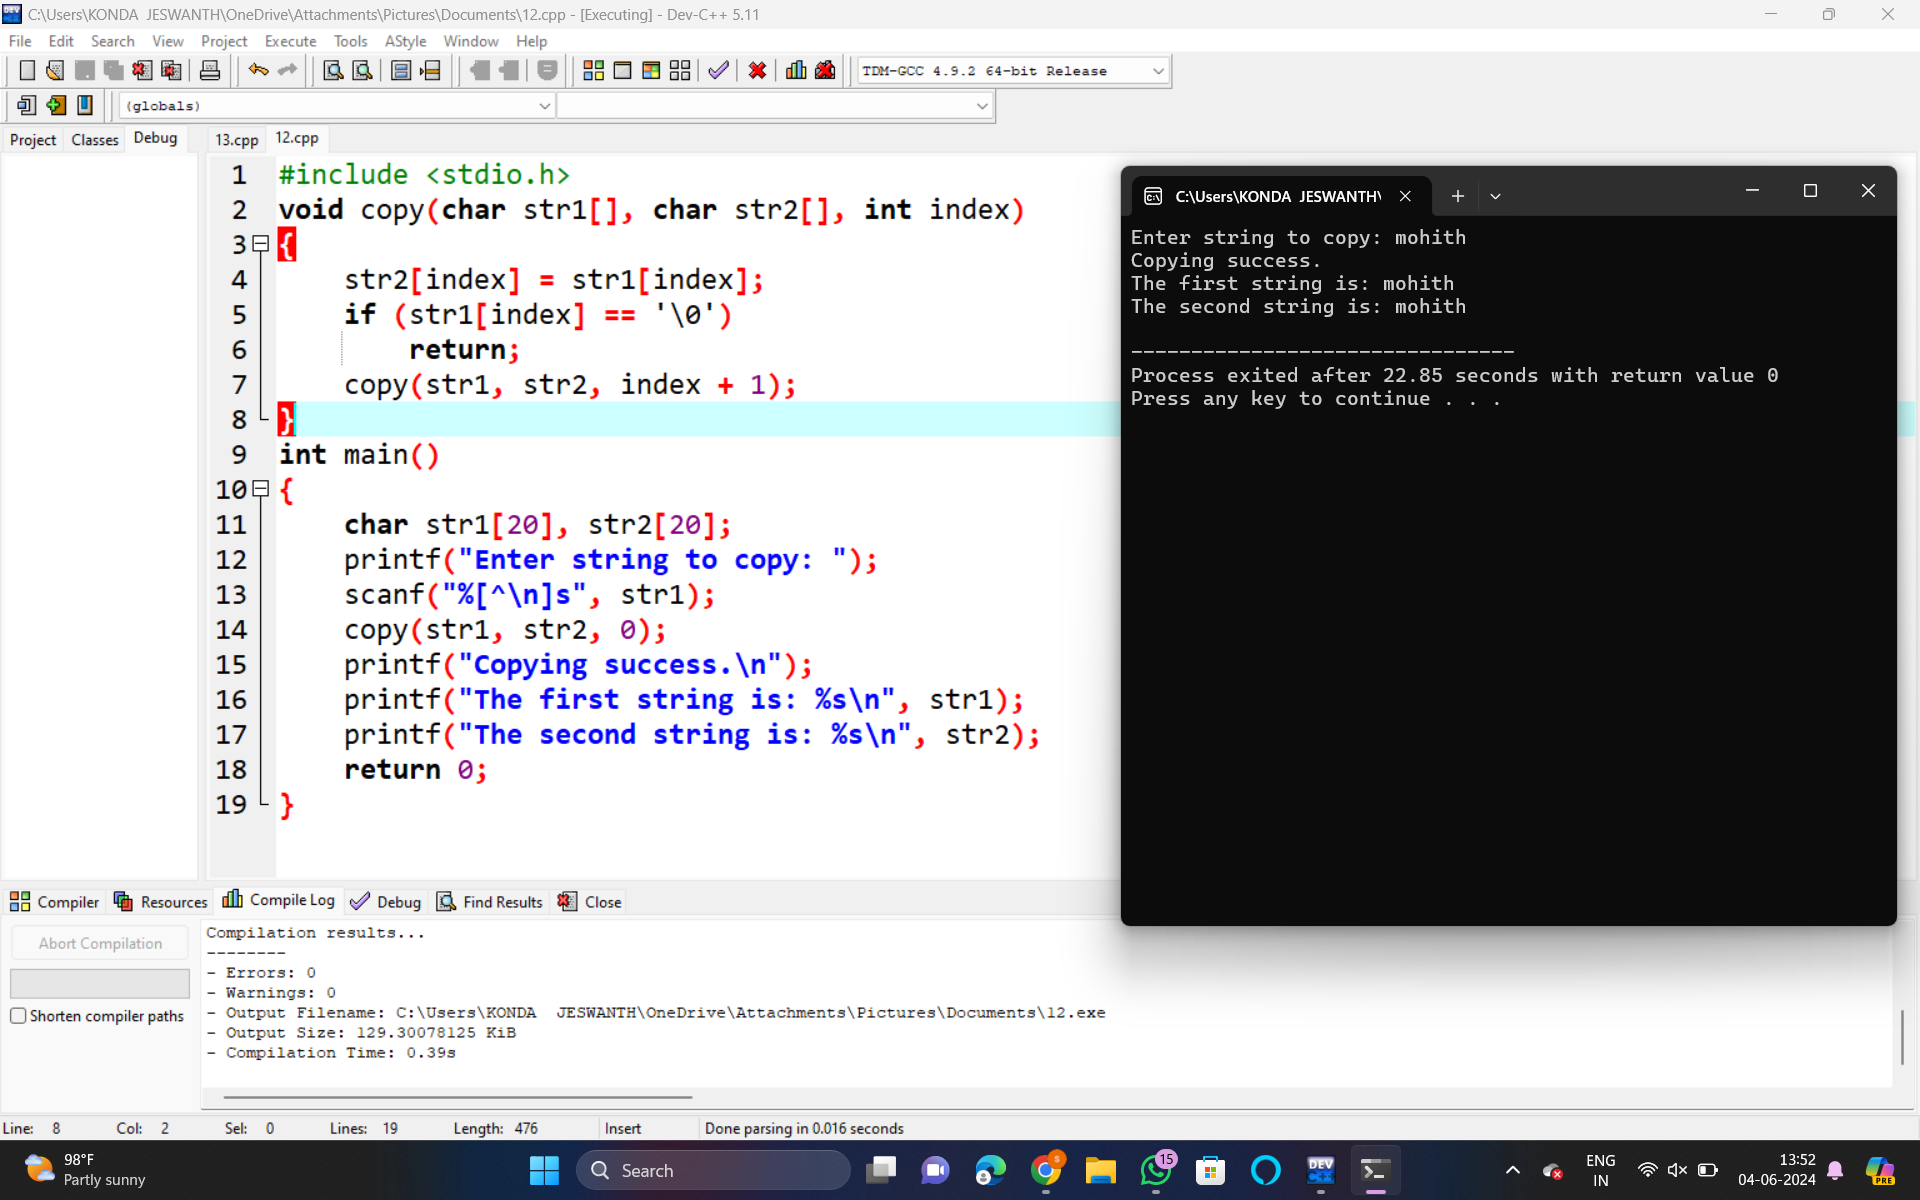 C:\Users\KONDA  JESWANTH\OneDrive\Attachments\Pictures\Documents\12.cpp - [Executing] - Dev-C++ 5.11
File Edit Search View Project Execute Tools AStyle Window Help
TDM-GCC 4.9.2 64-bit Release
(globals)
Project Classes Debug 13.cpp 12.cpp
1 #include <stdio.h>
2 void copy(char str1[], char str2[], int index)
3 {
4     str2[index] = str1[index];
5     if (str1[index] == '\0')
6         return;
7     copy(str1, str2, index + 1);
8 }
9 int main()
10 {
11     char str1[20], str2[20];
12     printf("Enter string to copy: ");
13     scanf("%[^\n]s", str1);
14     copy(str1, str2, 0);
15     printf("Copying success.\n");
16     printf("The first string is: %s\n", str1);
17     printf("The second string is: %s\n", str2);
18     return 0;
19 }
C:\Users\KONDA  JESWANTH\
Enter string to copy: mohith
Copying success.
The first string is: mohith
The second string is: mohith
--------------------------------
Process exited after 22.85 seconds with return value 0
Press any key to continue . . .
Compiler Resources Compile Log Debug Find Results Close
Abort Compilation
Shorten compiler paths
Compilation results...
--------
- Errors: 0
- Warnings: 0
- Output Filename: C:\Users\KONDA  JESWANTH\OneDrive\Attachments\Pictures\Documents\12.exe
- Output Size: 129.30078125 KiB
- Compilation Time: 0.39s
Line: 8 Col: 2 Sel: 0 Lines: 19 Length: 476 Insert Done parsing in 0.016 seconds
98°F
Partly sunny
Search
15
DEV
C++
ENG
IN
13:52
04-06-2024
PRE